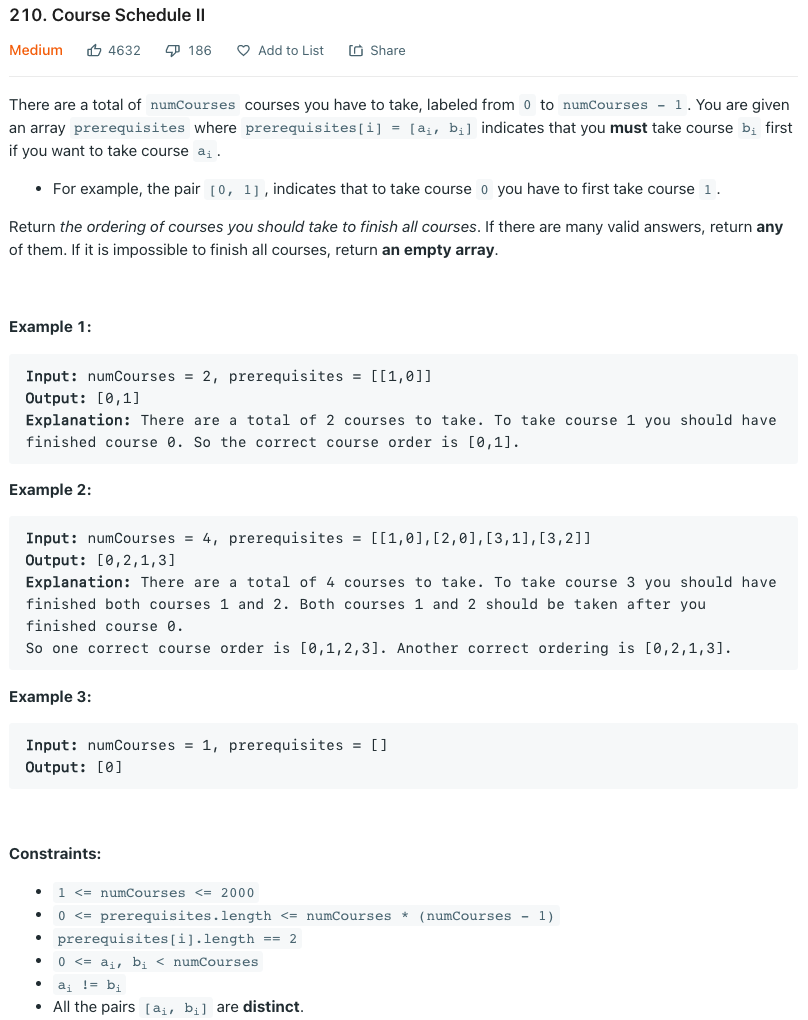 210. Course Schedule II
Medium 4632 186 Add to List Share
There are a total of numCourses courses you have to take, labeled from 0 to numCourses - 1. You are given
an array prerequisites where prerequisites[i] = [aᵢ, bᵢ] indicates that you must take course bᵢ first
if you want to take course aᵢ.
• For example, the pair [0, 1], indicates that to take course 0 you have to first take course 1.
Return the ordering of courses you should take to finish all courses. If there are many valid answers, return any
of them. If it is impossible to finish all courses, return an empty array.
Example 1:
Input: numCourses = 2, prerequisites = [[1,0]]
Output: [0,1]
Explanation: There are a total of 2 courses to take. To take course 1 you should have
finished course 0. So the correct course order is [0,1].
Example 2:
Input: numCourses = 4, prerequisites = [[1,0],[2,0],[3,1],[3,2]]
Output: [0,2,1,3]
Explanation: There are a total of 4 courses to take. To take course 3 you should have
finished both courses 1 and 2. Both courses 1 and 2 should be taken after you
finished course 0.
So one correct course order is [0,1,2,3]. Another correct ordering is [0,2,1,3].
Example 3:
Input: numCourses = 1, prerequisites = []
Output: [0]
Constraints:
• 1 <= numCourses <= 2000
• 0 <= prerequisites.length <= numCourses * (numCourses - 1)
• prerequisites[i].length == 2
• 0 <= aᵢ, bᵢ < numCourses
• aᵢ != bᵢ
• All the pairs [aᵢ, bᵢ] are distinct.